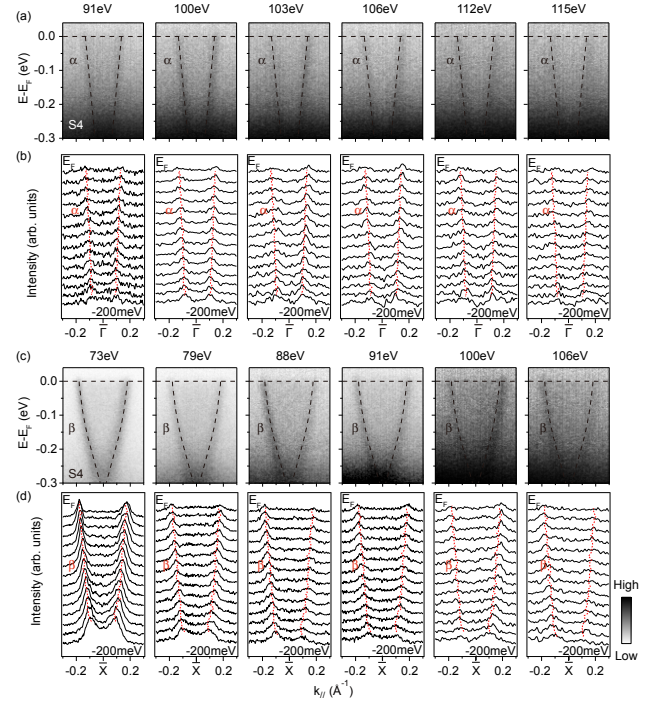 (a) 91eV 100eV 103eV 106eV 112eV 115eV
E-E_F (eV)
0.0
-0.1
-0.2
-0.3
α α α α α α
S4
(b)
Intensity (arb. units)
E_F E_F E_F E_F E_F E_F
α α α α α α
-200meV -200meV -200meV -200meV -200meV -200meV
-0.2 Γ̅ 0.2 -0.2 Γ̅ 0.2 -0.2 Γ̅ 0.2 -0.2 Γ̅ 0.2 -0.2 Γ̅ 0.2 -0.2 Γ̅ 0.2
(c) 73eV 79eV 88eV 91eV 100eV 106eV
E-E_F (eV)
0.0
-0.1
-0.2
-0.3
β β β β β β
S4
(d)
Intensity (arb. units)
E_F E_F E_F E_F E_F E_F
β β β β β β
-200meV -200meV -200meV -200meV -200meV -200meV
-0.2 X̅ 0.2 -0.2 X̅ 0.2 -0.2 X̅ 0.2 -0.2 X̅ 0.2 -0.2 X̅ 0.2 -0.2 X̅ 0.2
k_// (Å⁻¹)
High
Low